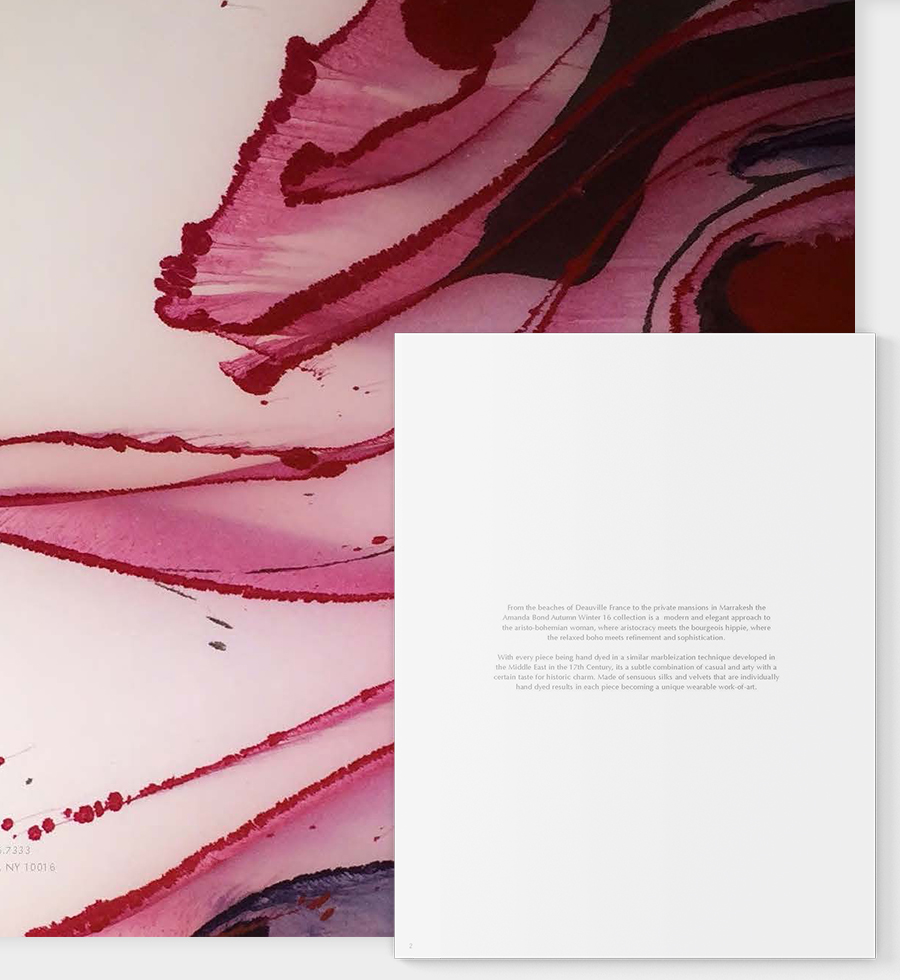 From the beaches of Deauville France to the private mansions in Marrakesh the
Amanda Bond Autumn Winter 16 collection is a modern and elegant approach to
the aristo-bohemian woman, where aristocracy meets the bourgeois hippie, where
the relaxed boho meets refinement and sophistication.
With every piece being hand dyed in a similar marbleization technique developed in
the Middle East in the 17th Century, its a subtle combination of casual and arty with a
certain taste for historic charm. Made of sensuous silks and velvets that are individually
hand dyed results in each piece becoming a unique wearable work-of-art.
.7333
NY 10016
2